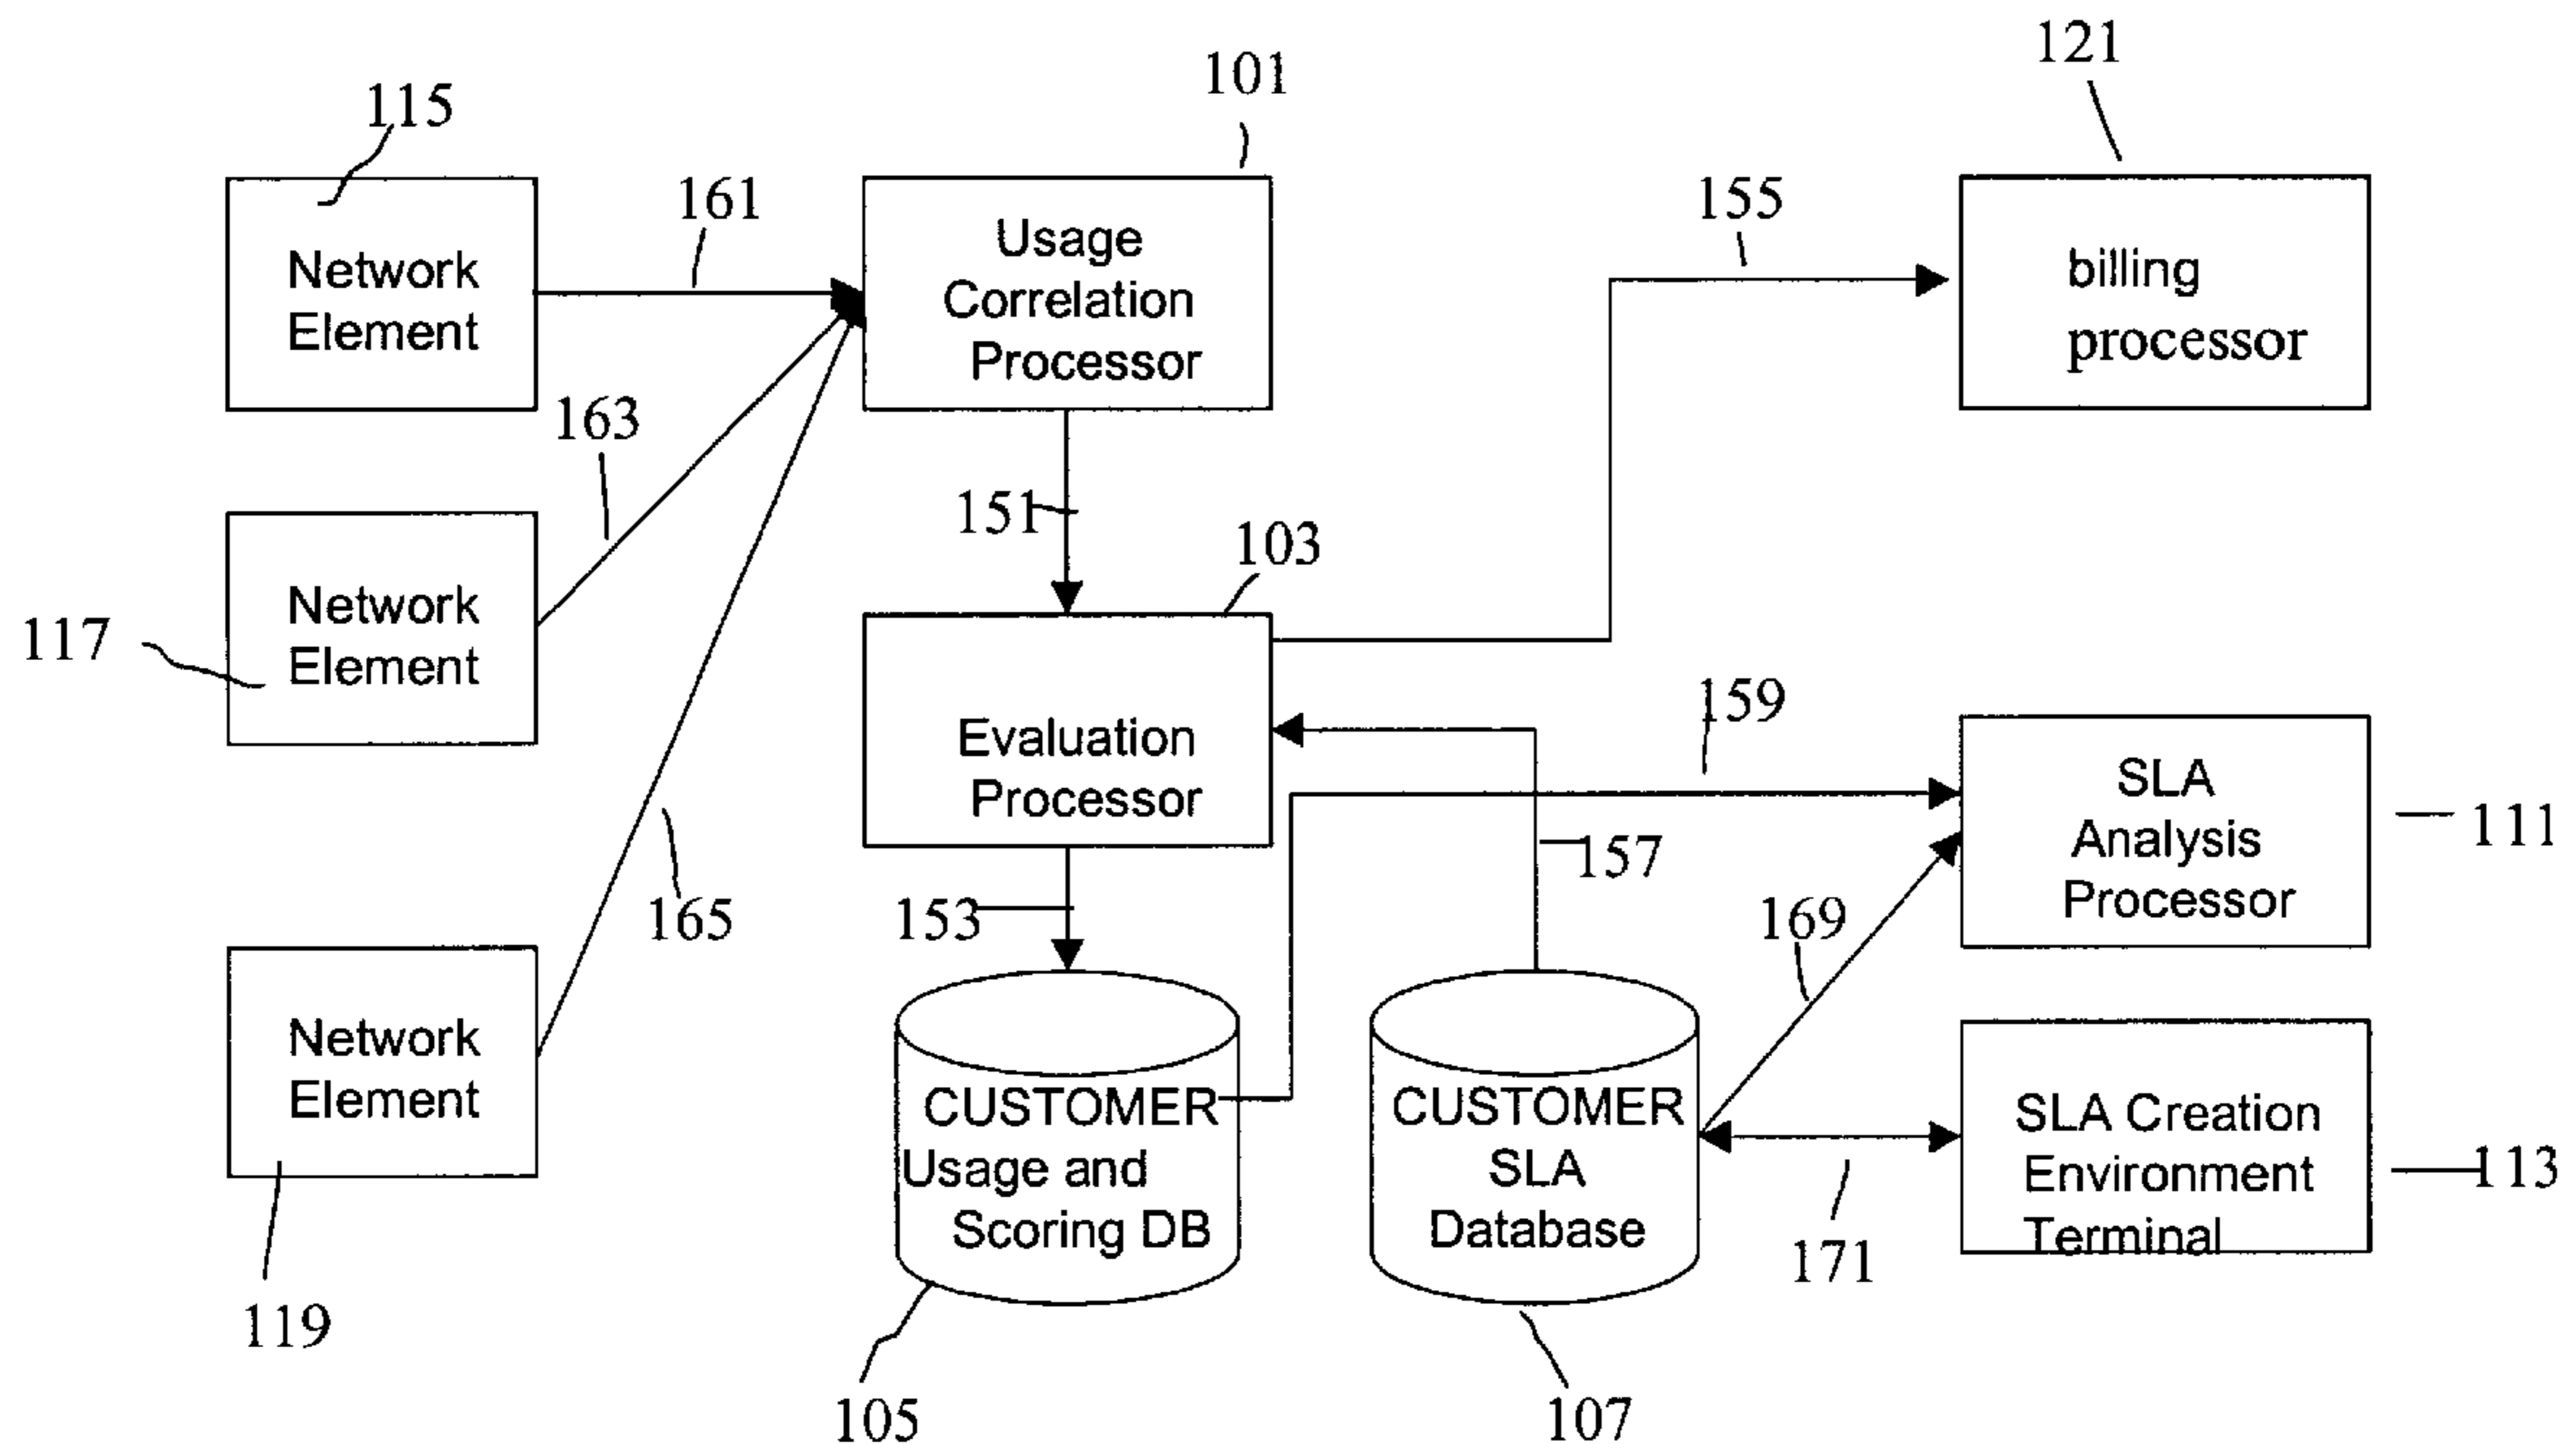 121
101
115
161
155
Usage
Correlation
Processor
Network
Element
billing
processor
163
151
103
Network
Element
117
159
Evaluation
Processor
SLA
Analysis
Processor
111
157
165
153
169
Network
Element
CUSTOMER
Usage and
Scoring DB
CUSTOMER
SLA
Database
SLA Creation
Environment
Terminal
113
171
119
105
107